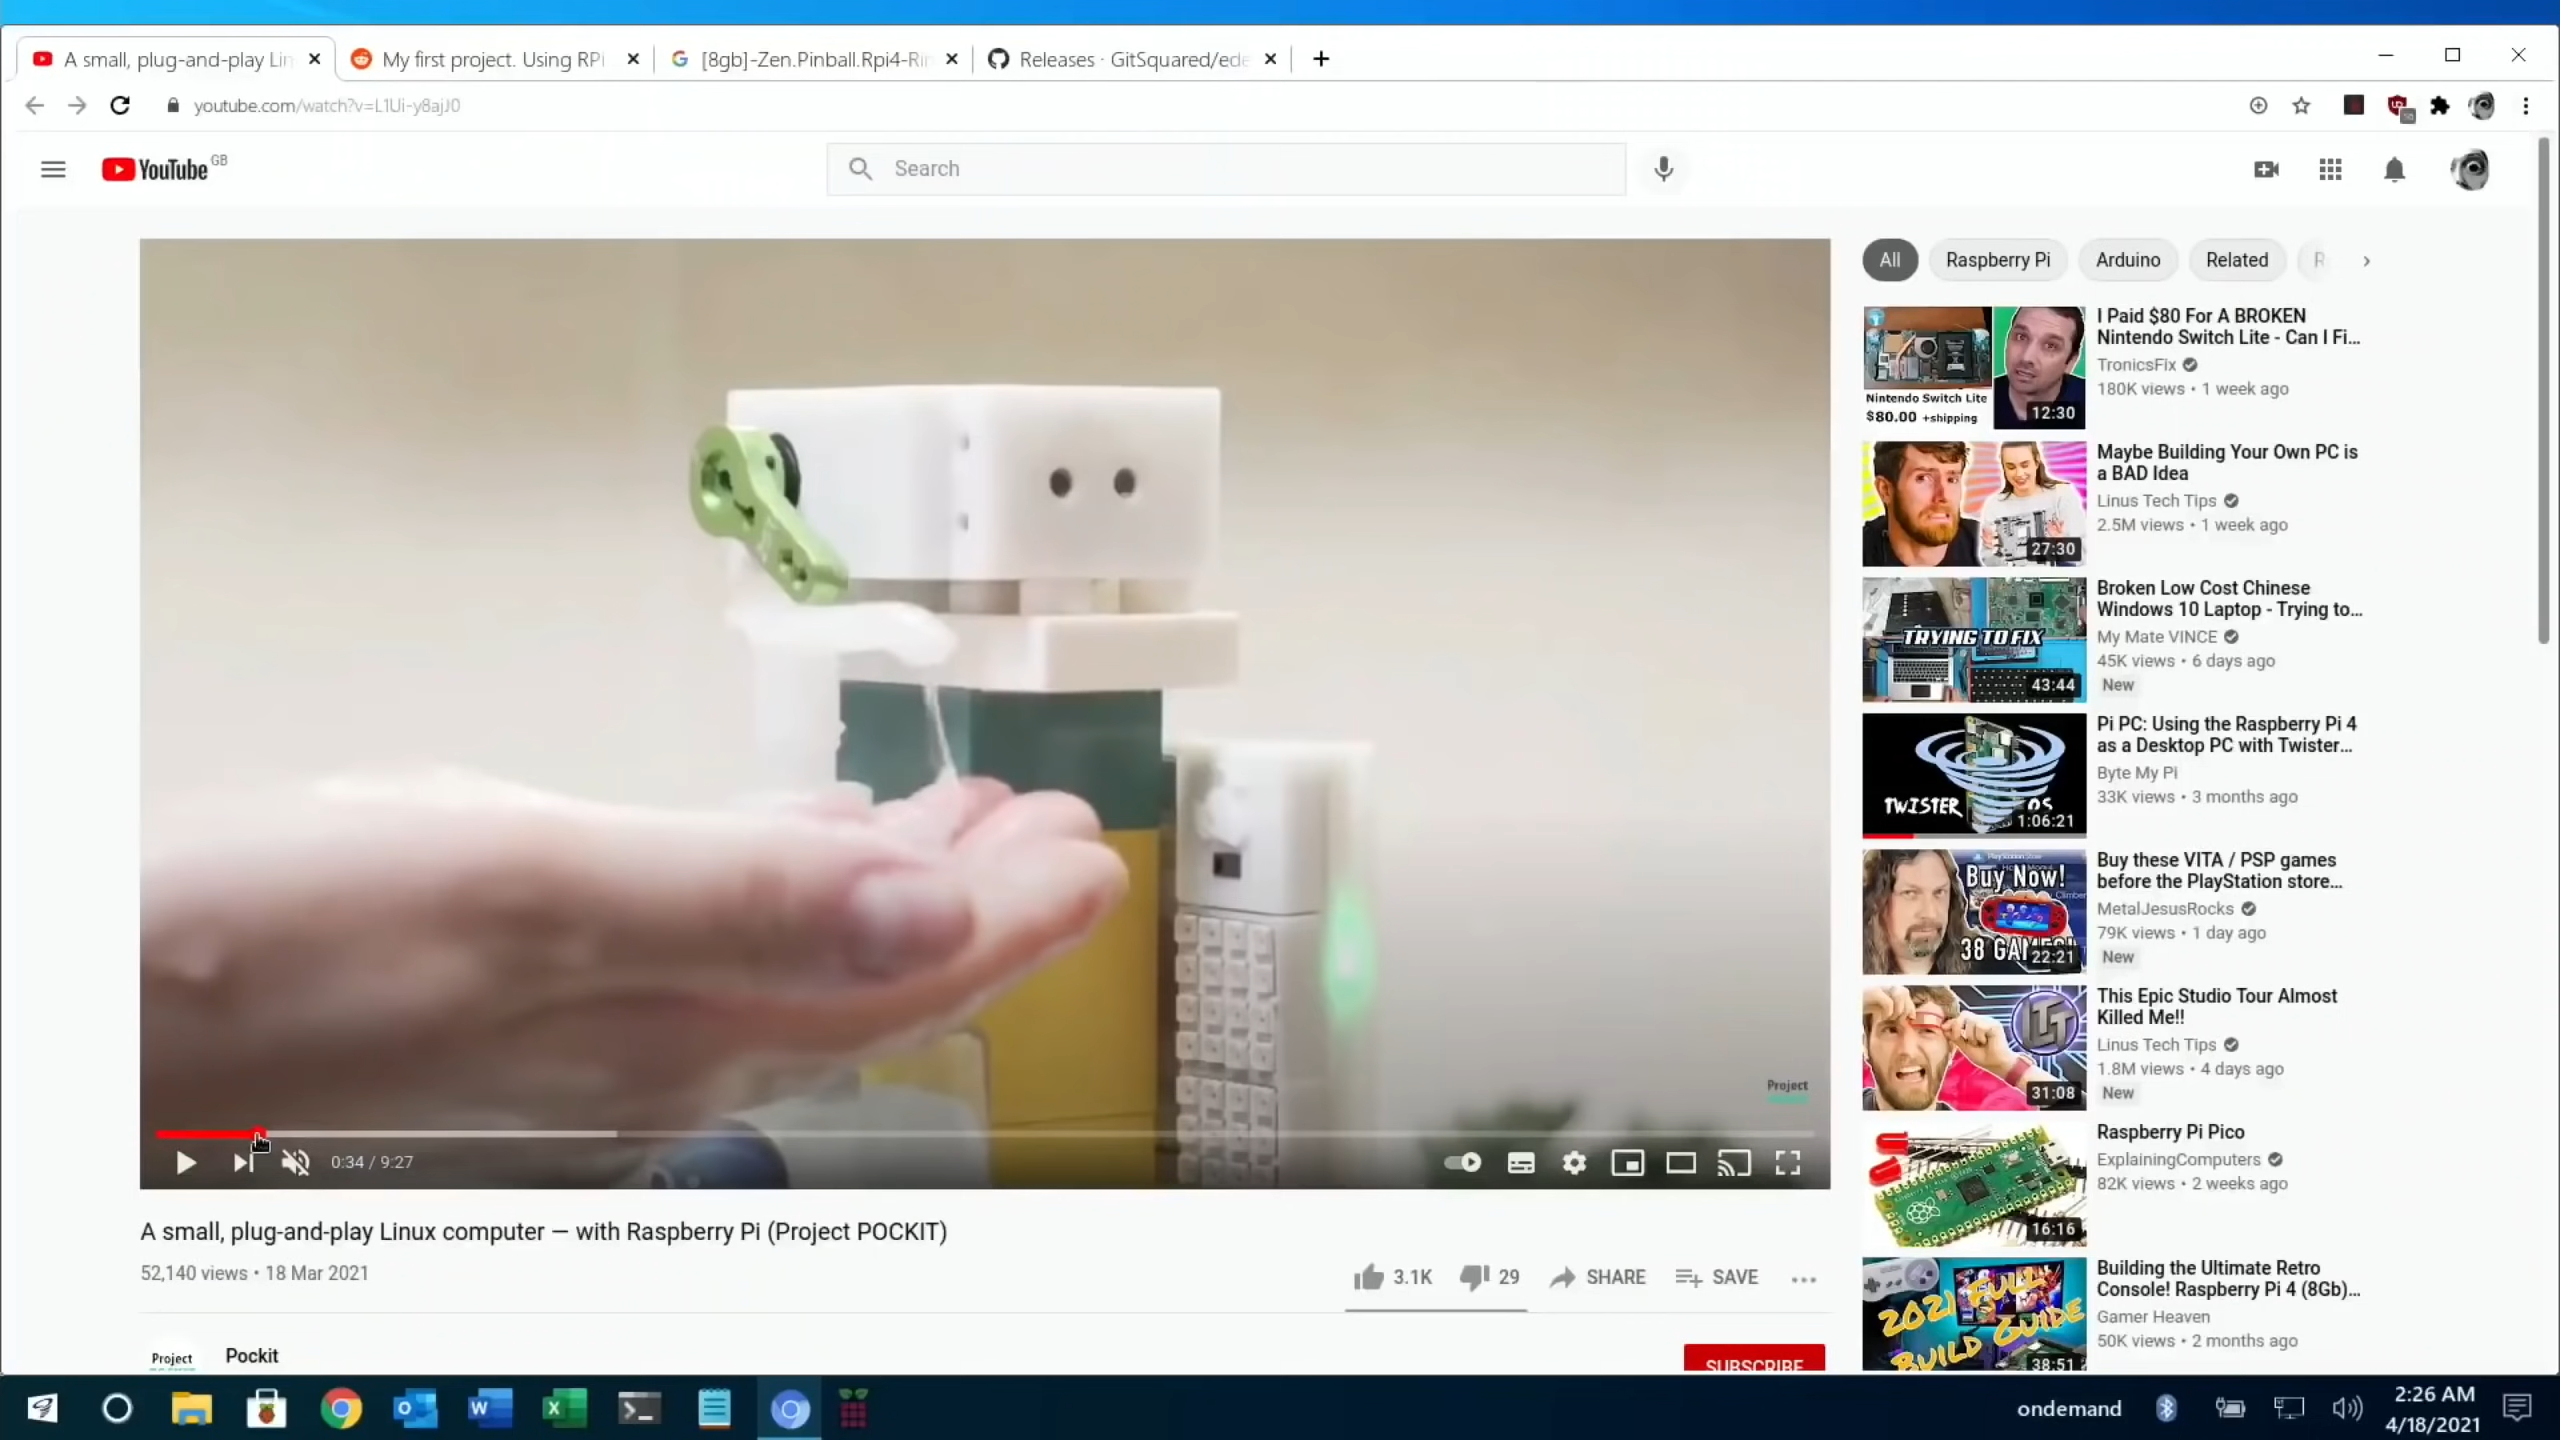 A small, plug-and-play Lin
My first project. Using RPi
[8gb]-Zen.Pinball.Rpi4-Rin
Releases · GitSquared/ede
youtube.com/watch?v=L1Ui-y8ajJ0
YouTube GB
Search
All
Raspberry Pi
Arduino
Related
I Paid $80 For A BROKEN
Nintendo Switch Lite - Can I Fi...
TronicsFix
180K views • 1 week ago
Nintendo Switch Lite
$80.00 +shipping
12:30
Maybe Building Your Own PC is
a BAD Idea
Linus Tech Tips
2.5M views • 1 week ago
27:30
Broken Low Cost Chinese
Windows 10 Laptop - Trying to...
My Mate VINCE
45K views • 6 days ago
New
TRYING TO FIX
43:44
Pi PC: Using the Raspberry Pi 4
as a Desktop PC with Twister...
Byte My Pi
33K views • 3 months ago
TWISTER OS
1:06:21
Buy these VITA / PSP games
before the PlayStation store...
MetalJesusRocks
79K views • 1 day ago
New
Buy Now!
38 GAMES!
22:21
This Epic Studio Tour Almost
Killed Me!!
Linus Tech Tips
1.8M views • 4 days ago
New
31:08
Raspberry Pi Pico
ExplainingComputers
82K views • 2 weeks ago
16:16
Building the Ultimate Retro
Console! Raspberry Pi 4 (8Gb)...
Gamer Heaven
50K views • 2 months ago
2021 FULL
BUILD GUIDE
38:51
Project
0:34 / 9:27
A small, plug-and-play Linux computer — with Raspberry Pi (Project POCKIT)
52,140 views • 18 Mar 2021
3.1K
29
SHARE
SAVE
Project
Pockit
SUBSCRIBE
ondemand
2:26 AM
4/18/2021